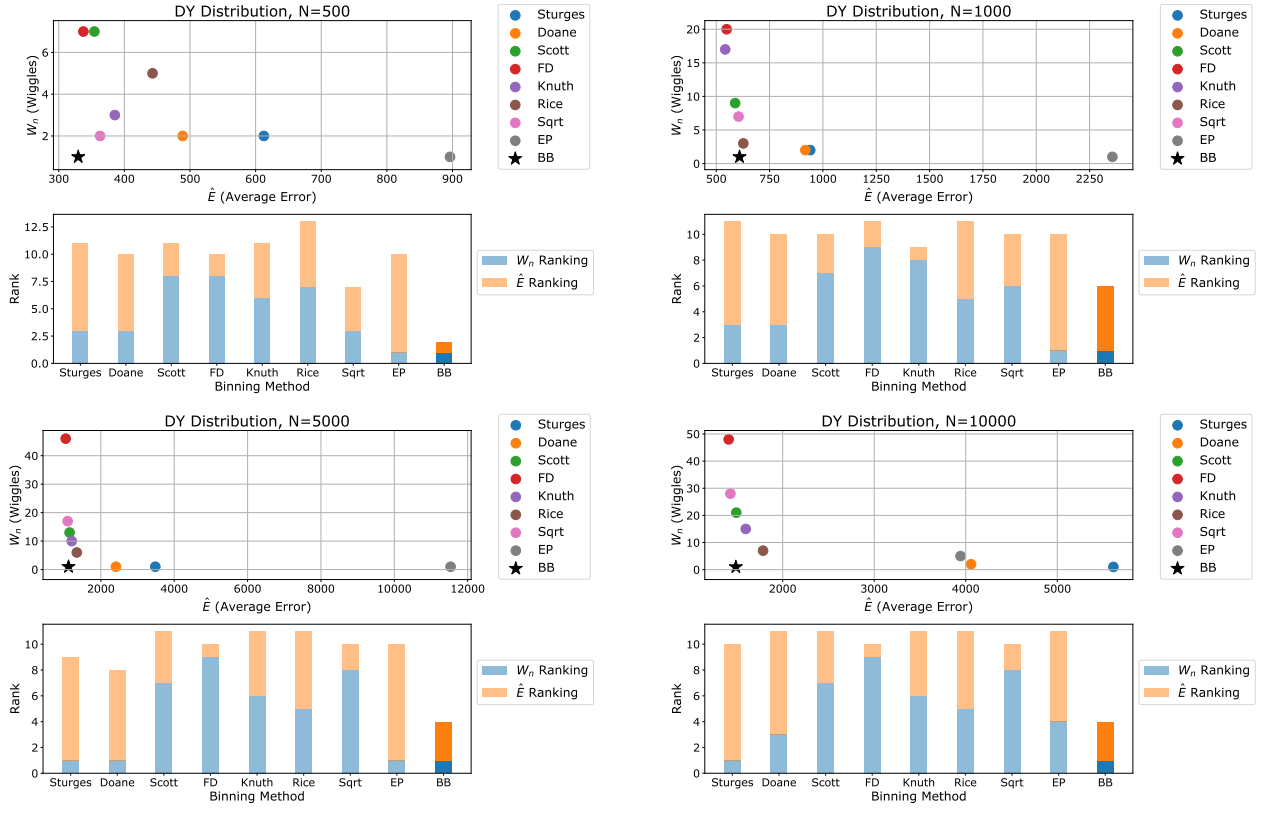 DY Distribution, N=500
6
4
2
300 400 500 600 700 800 900
Wn (Wiggles)
Ê (Average Error)
Sturges
Doane
Scott
FD
Knuth
Rice
Sqrt
EP
BB
12.5
10.0
7.5
5.0
2.5
0.0
Rank
Sturges Doane Scott FD Knuth Rice Sqrt EP BB
Binning Method
Wn Ranking
Ê Ranking
DY Distribution, N=1000
20
15
10
5
0
500 750 1000 1250 1500 1750 2000 2250
Wn (Wiggles)
Ê (Average Error)
Sturges
Doane
Scott
FD
Knuth
Rice
Sqrt
EP
BB
10
8
6
4
2
0
Rank
Sturges Doane Scott FD Knuth Rice Sqrt EP BB
Binning Method
Wn Ranking
Ê Ranking
DY Distribution, N=5000
40
30
20
10
0
2000 4000 6000 8000 10000 12000
Wn (Wiggles)
Ê (Average Error)
Sturges
Doane
Scott
FD
Knuth
Rice
Sqrt
EP
BB
10
8
6
4
2
0
Rank
Sturges Doane Scott FD Knuth Rice Sqrt EP BB
Binning Method
Wn Ranking
Ê Ranking
DY Distribution, N=10000
50
40
30
20
10
0
2000 3000 4000 5000
Wn (Wiggles)
Ê (Average Error)
Sturges
Doane
Scott
FD
Knuth
Rice
Sqrt
EP
BB
10
8
6
4
2
0
Rank
Sturges Doane Scott FD Knuth Rice Sqrt EP BB
Binning Method
Wn Ranking
Ê Ranking